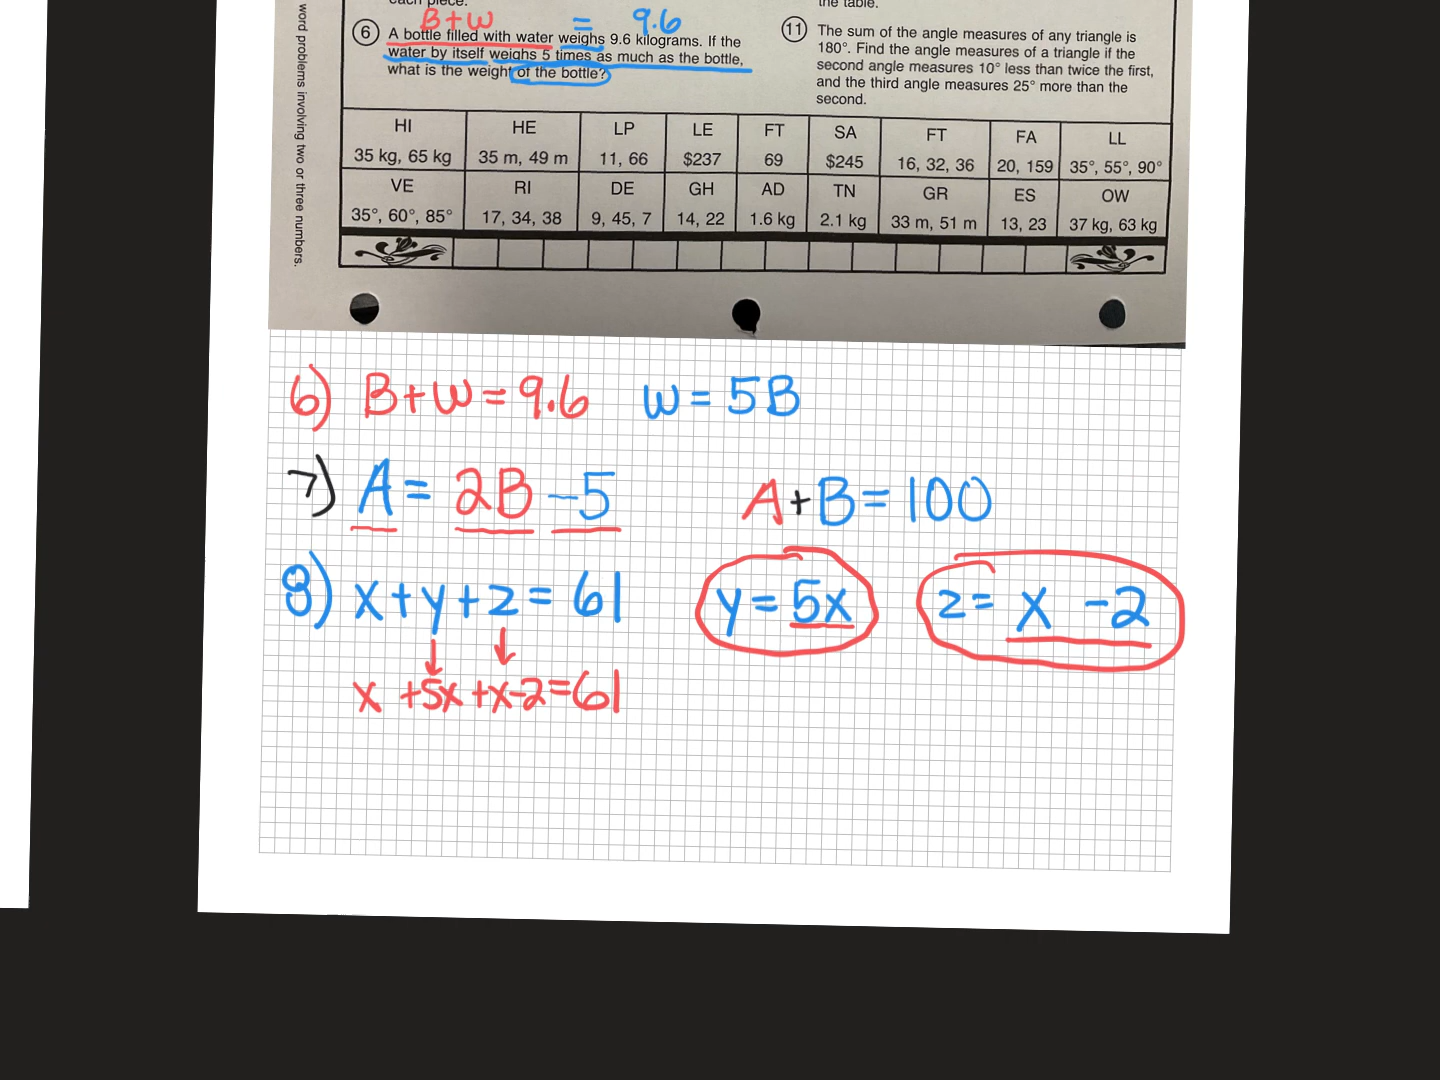 word problems involving two or three numbers.
each piece.
B+W = 9.6
6 A bottle filled with water weighs 9.6 kilograms. If the
water by itself weighs 5 times as much as the bottle,
what is the weight of the bottle?
the table.
11 The sum of the angle measures of any triangle is
180°. Find the angle measures of a triangle if the
second angle measures 10° less than twice the first,
and the third angle measures 25° more than the
second.
HI HE LP LE FT SA FT FA LL
35 kg, 65 kg 35 m, 49 m 11, 66 $237 69 $245 16, 32, 36 20, 159 35°, 55°, 90°
VE RI DE GH AD TN GR ES OW
35°, 60°, 85° 17, 34, 38 9, 45, 7 14, 22 1.6 kg 2.1 kg 33 m, 51 m 13, 23 37 kg, 63 kg
6) B+W=9.6 W=5B
7) A=2B-5 A+B=100
8) x+y+z=61 y=5x z=x-2
x+5x+x-2=61